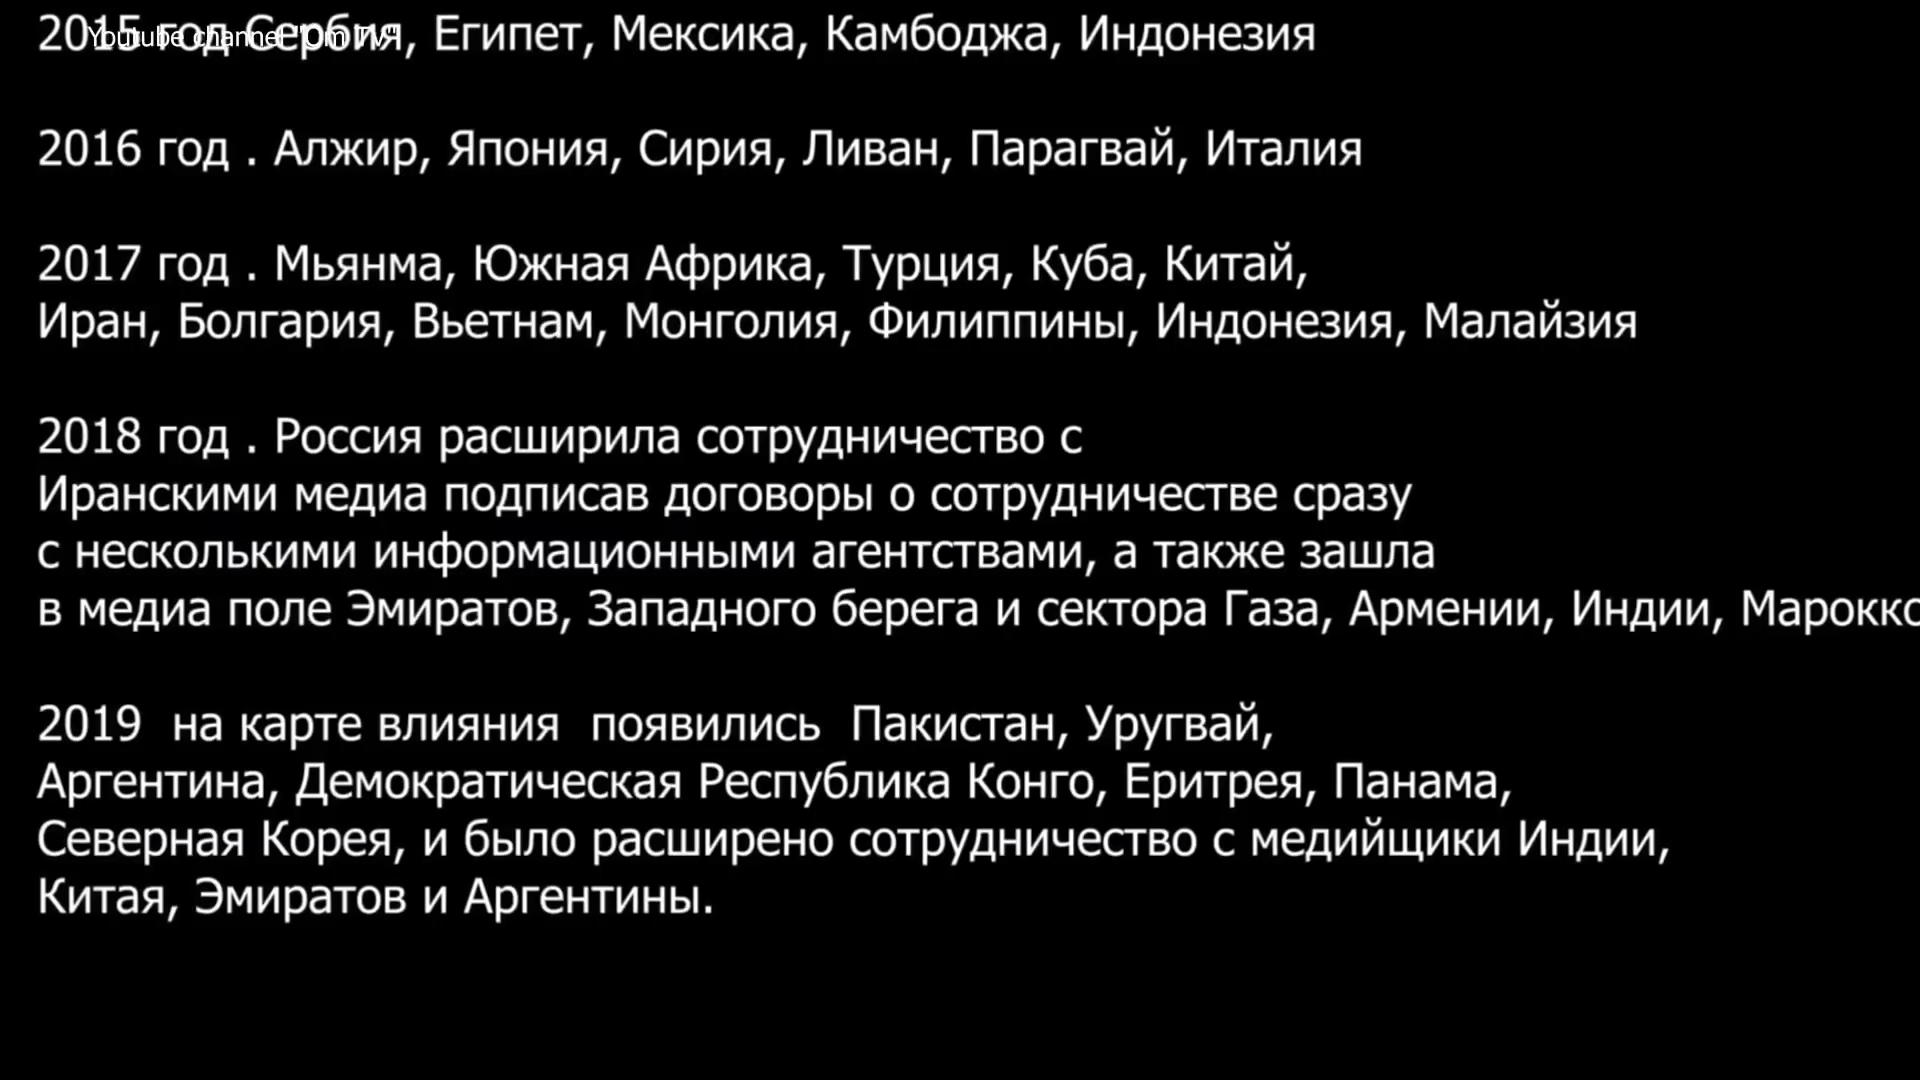 2015 год Сербия, Египет, Мексика, Камбоджа, Индонезия
Youtube channel "Um TV"
2016 год . Алжир, Япония, Сирия, Ливан, Парагвай, Италия
2017 год . Мьянма, Южная Африка, Турция, Куба, Китай,
Иран, Болгария, Вьетнам, Монголия, Филиппины, Индонезия, Малайзия
2018 год . Россия расширила сотрудничество с
Иранскими медиа подписав договоры о сотрудничестве сразу
с несколькими информационными агентствами, а также зашла
в медиа поле Эмиратов, Западного берега и сектора Газа, Армении, Индии, Марокко
2019 на карте влияния появились Пакистан, Уругвай,
Аргентина, Демократическая Республика Конго, Еритрея, Панама,
Северная Корея, и было расширено сотрудничество с медийщики Индии,
Китая, Эмиратов и Аргентины.